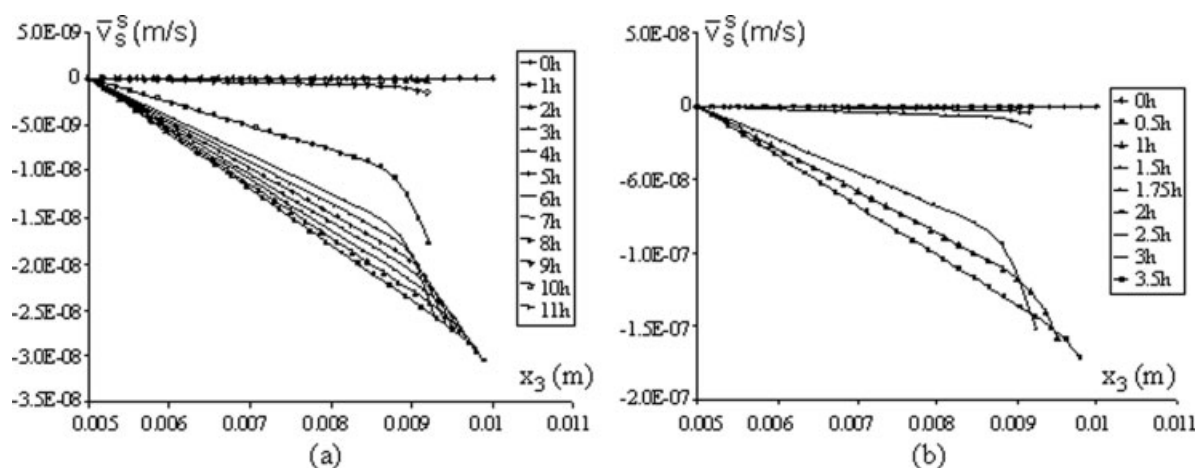 5.0E-09
v̄ₛˢ (m/s)
0
-5.0E-09
-1.0E-08
-1.5E-08
-2.0E-08
-2.5E-08
-3.0E-08
-3.5E-08
0.005 0.006 0.007 0.008 0.009 0.01 0.011
x₃ (m)
0h
1h
2h
3h
4h
5h
6h
7h
8h
9h
10h
11h
(a)
5.0E-08
v̄ₛˢ (m/s)
0
-6.0E-08
-1.0E-07
-1.5E-07
-2.0E-07
0.005 0.006 0.007 0.008 0.009 0.01 0.011
x₃ (m)
0h
0.5h
1h
1.5h
1.75h
2h
2.5h
3h
3.5h
(b)